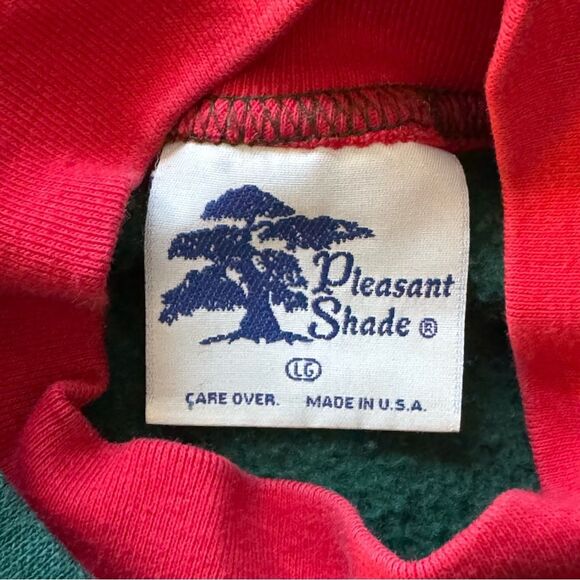 Pleasant
Shade ®
LG
CARE OVER. MADE IN U.S.A.